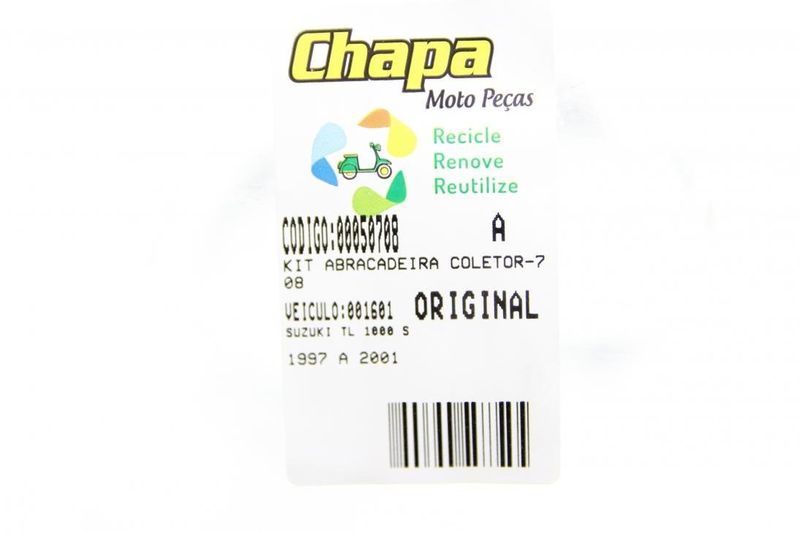 Chapa
Moto Peças
Recicle
Renove
Reutilize
CODIGO:00050708 A
KIT ABRACADEIRA COLETOR-7
08
VEICULO:001601 ORIGINAL
SUZUKI TL 1000 S
1997 A 2001